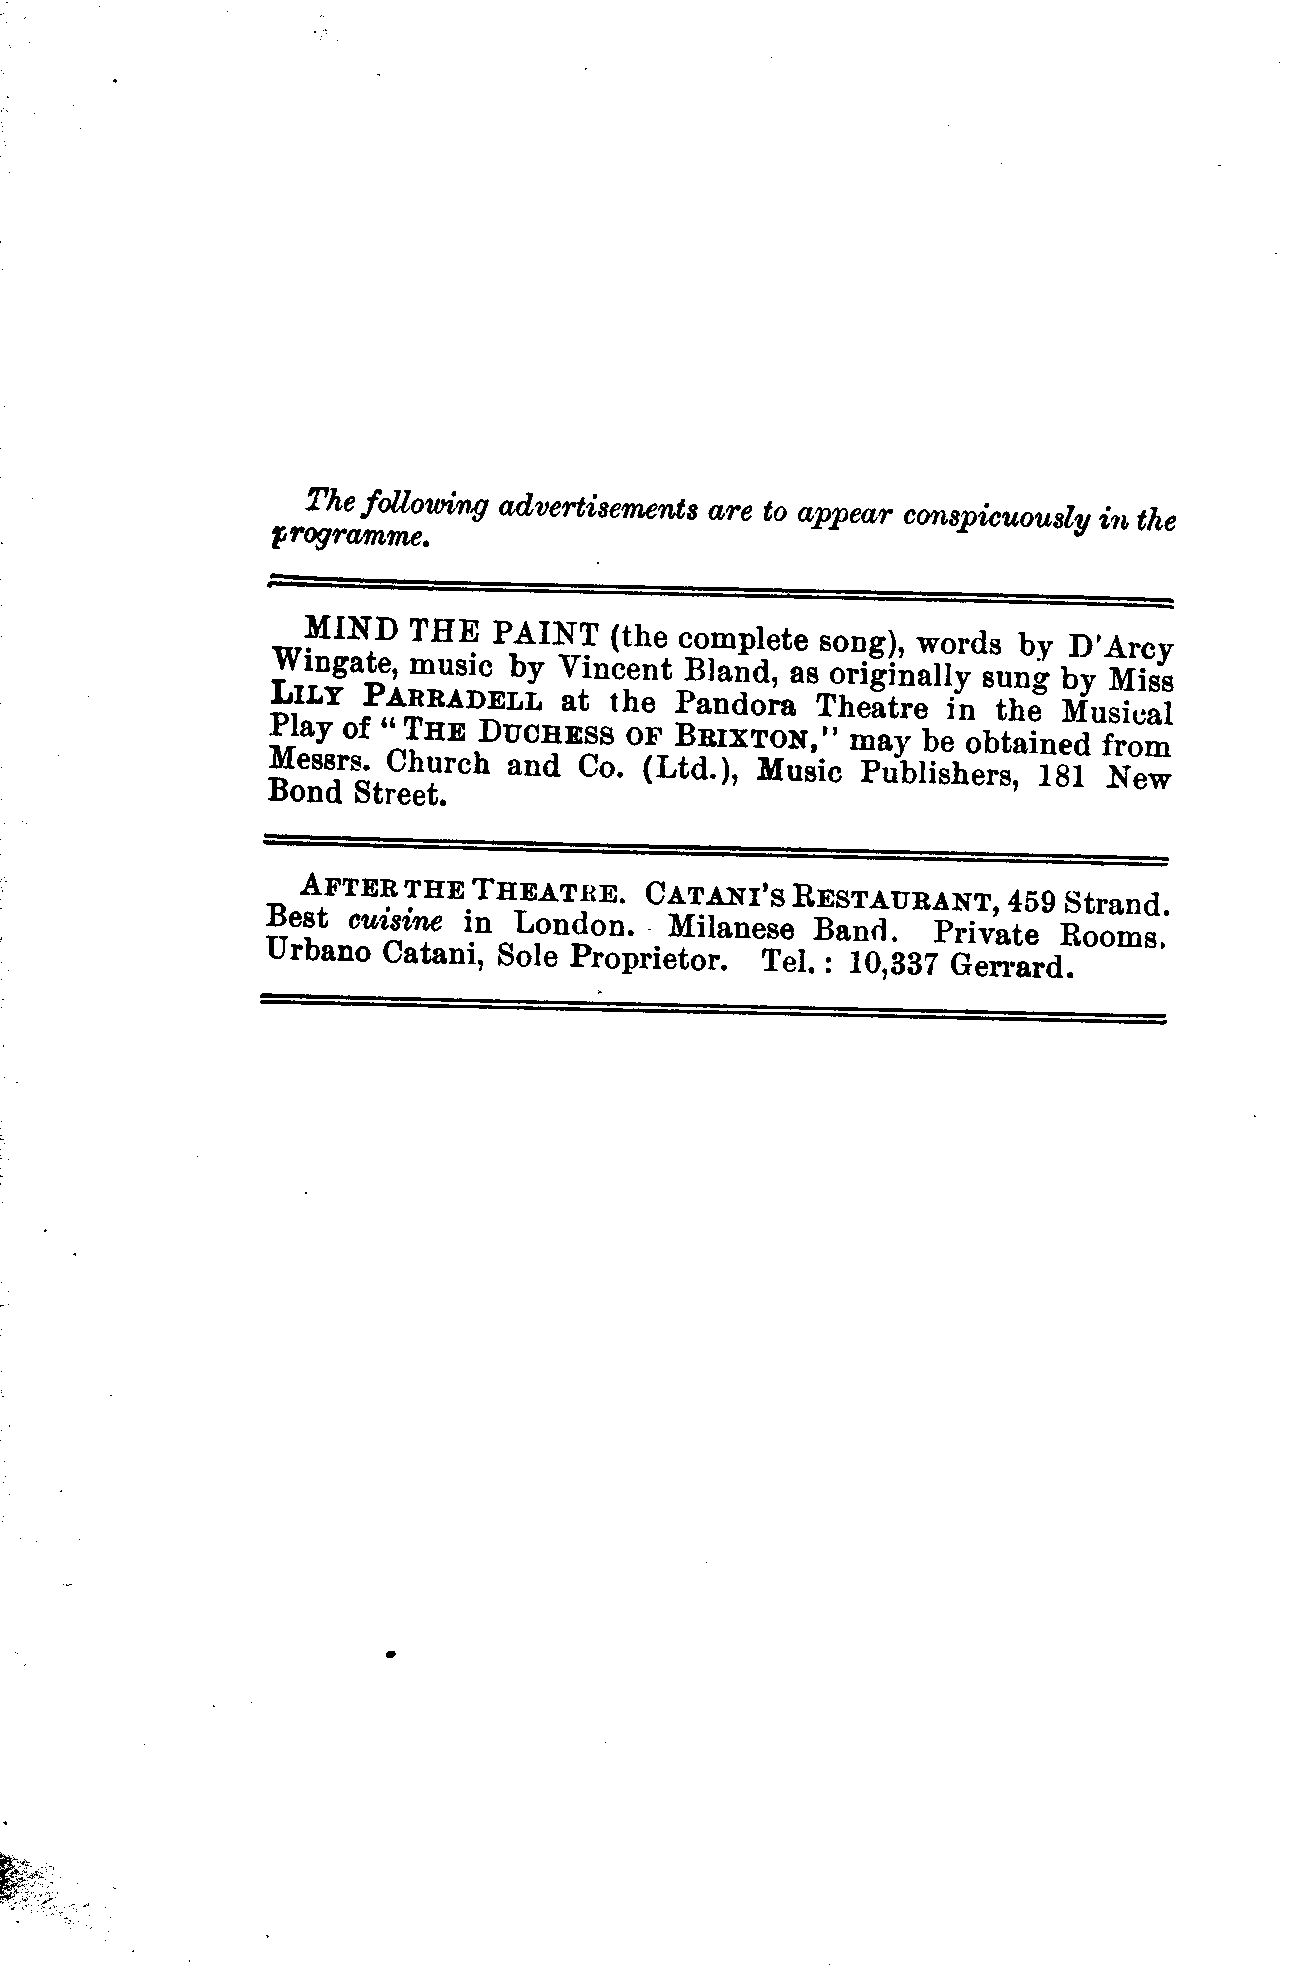 The following advertisements are to appear conspicuously in the
programme.
MIND THE PAINT (the complete song), words by D'Arcy
Wingate, music by Vincent Bland, as originally sung by Miss
LILY PARRADELL at the Pandora Theatre in the Musical
Play of "THE DUCHESS OF BRIXTON," may be obtained from
Messrs. Church and Co. (Ltd.), Music Publishers, 181 New
Bond Street.
AFTER THE THEATRE. CATANI'S RESTAURANT, 459 Strand.
Best cuisine in London. Milanese Band. Private Rooms.
Urbano Catani, Sole Proprietor. Tel.: 10,337 Gerrard.